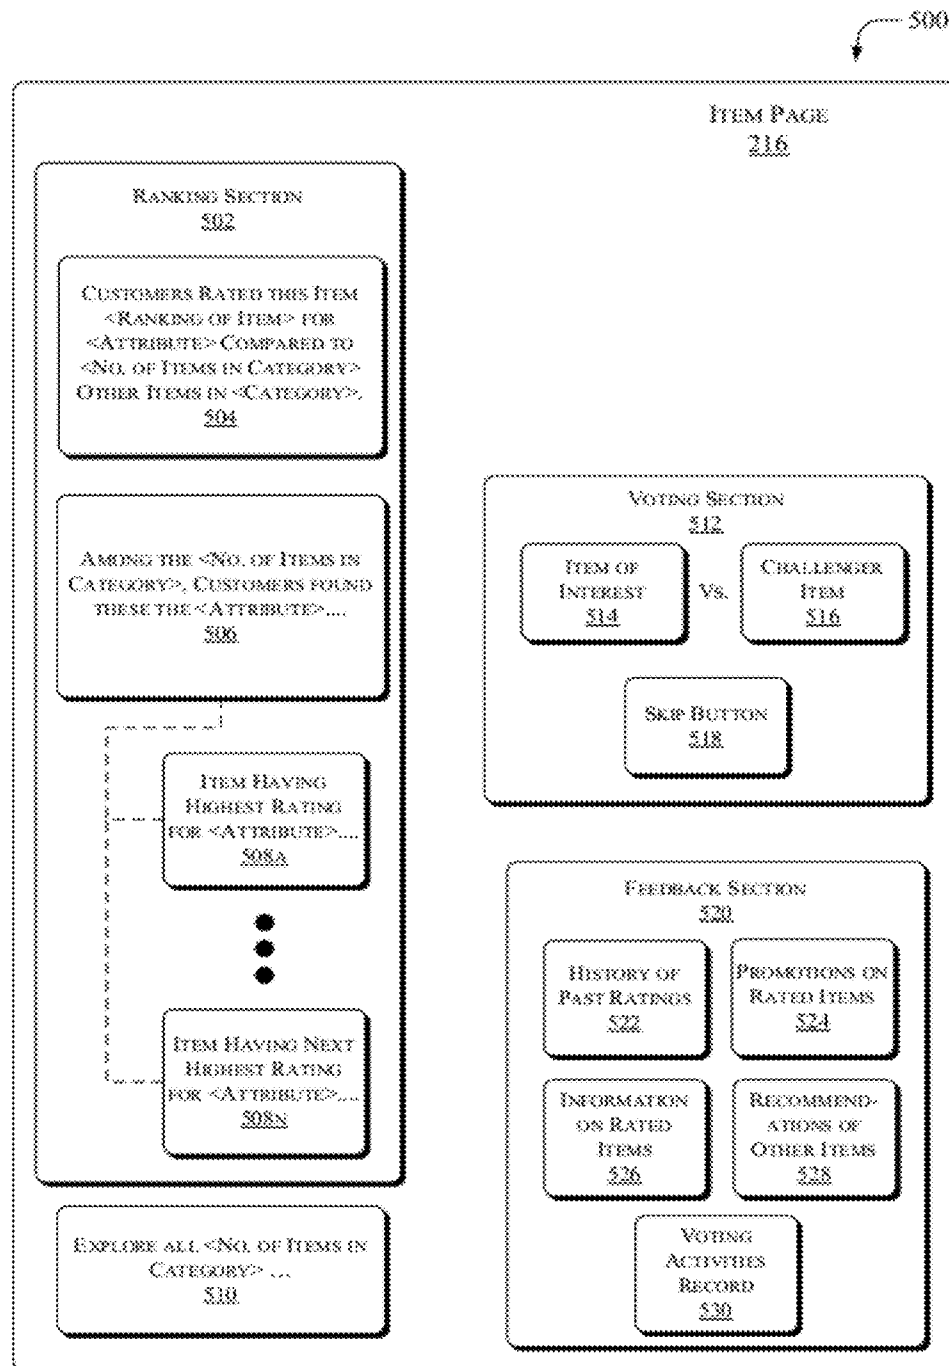 500
ITEM PAGE
216
RANKING SECTION
502
CUSTOMERS RATED THIS ITEM
<RANKING OF ITEM> FOR
<ATTRIBUTE> COMPARED TO
<NO. OF ITEMS IN CATEGORY>
OTHER ITEMS IN <CATEGORY>.
504
AMONG THE <NO. OF ITEMS IN
CATEGORY>, CUSTOMERS FOUND
THESE THE <ATTRIBUTE>....
506
ITEM HAVING
HIGHEST RATING
FOR <ATTRIBUTE>....
508A
ITEM HAVING NEXT
HIGHEST RATING
FOR <ATTRIBUTE>....
508N
EXPLORE ALL <NO. OF ITEMS IN
CATEGORY> ...
510
VOTING SECTION
512
ITEM OF
INTEREST
514
VS.
CHALLENGER
ITEM
516
SKIP BUTTON
518
FEEDBACK SECTION
520
HISTORY OF
PAST RATINGS
522
PROMOTIONS ON
RATED ITEMS
524
INFORMATION
ON RATED
ITEMS
526
RECOMMEND-
ATIONS OF
OTHER ITEMS
528
VOTING
ACTIVITIES
RECORD
530